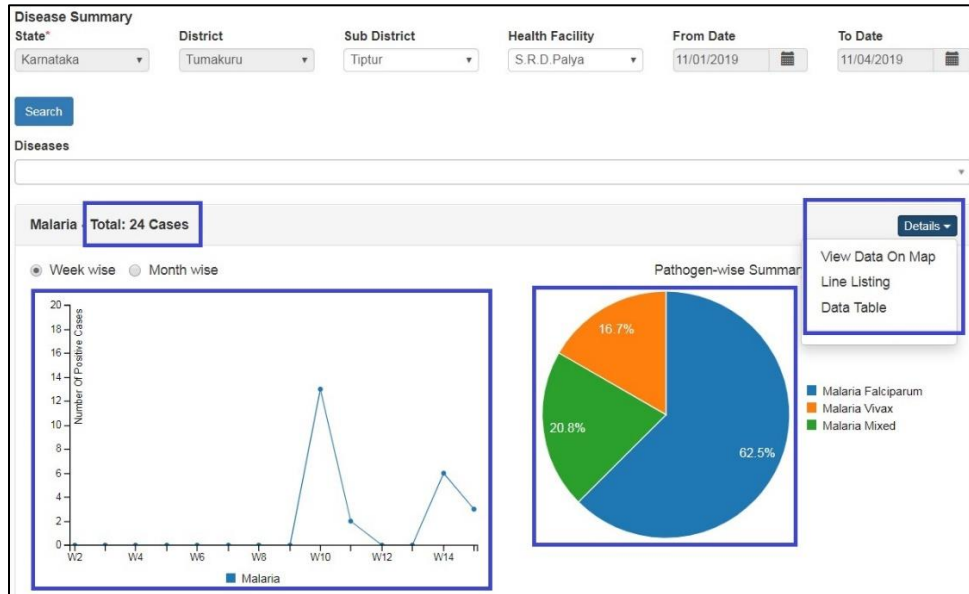 Disease Summary
State* District Sub District Health Facility From Date To Date
Karnataka Tumakuru Tiptur S.R.D.Palya 11/01/2019 11/04/2019
Search
Diseases
Malaria - Total: 24 Cases
Details
View Data On Map
Line Listing
Data Table
Week wise Month wise
Pathogen-wise Summar
20
18
16
14
12
10
8
6
4
2
0
Number Of Positive Cases
W2 W4 W6 W8 W10 W12 W14
Malaria
16.7%
20.8%
62.5%
Malaria Falciparum
Malaria Vivax
Malaria Mixed